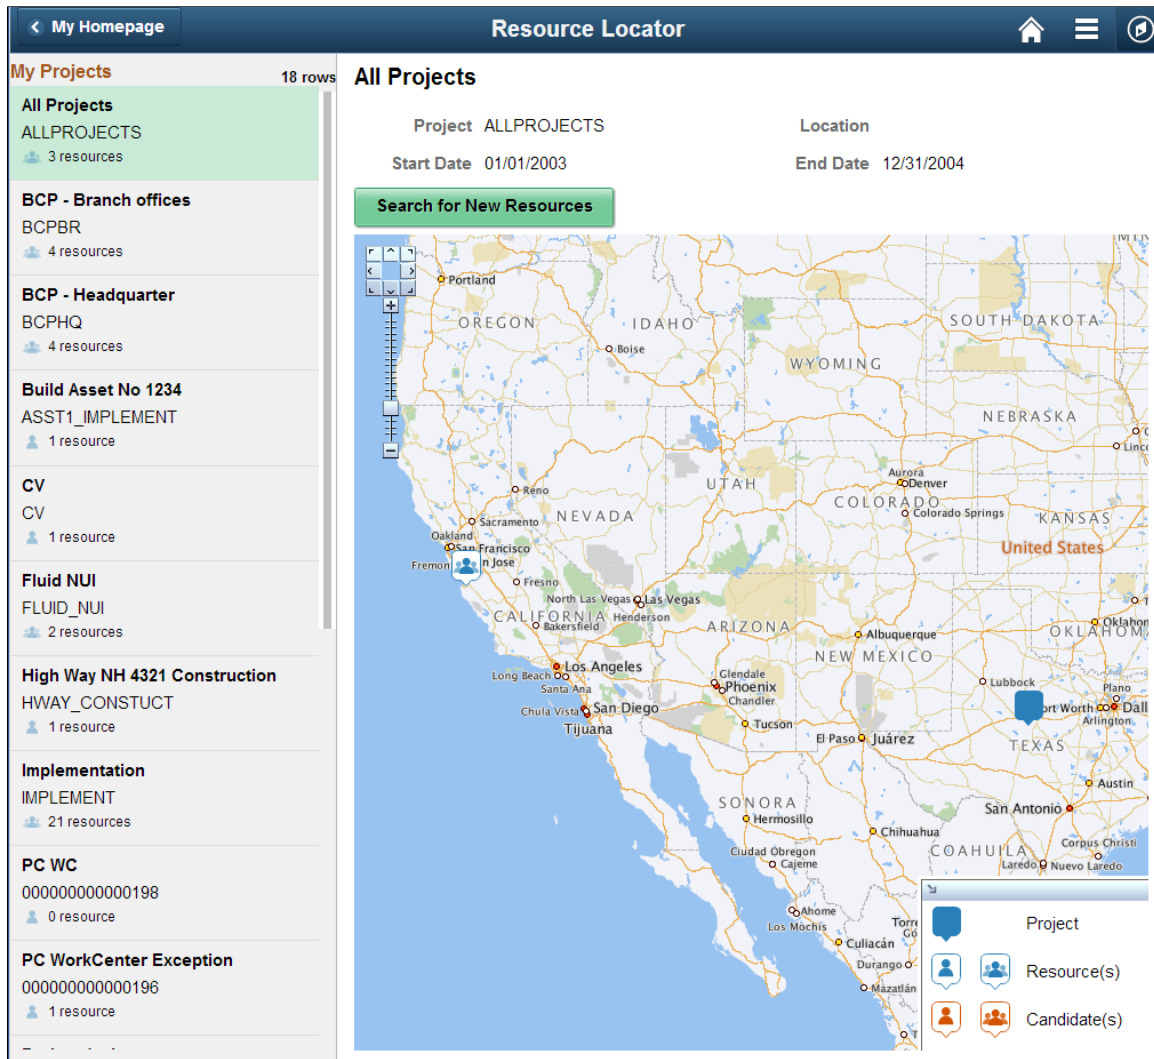 My Homepage
Resource Locator
My Projects
18 rows
All Projects
ALLPROJECTS
3 resources
BCP - Branch offices
BCPBR
4 resources
BCP - Headquarter
BCPHQ
4 resources
Build Asset No 1234
ASST1_IMPLEMENT
1 resource
CV
CV
1 resource
Fluid NUI
FLUID_NUI
2 resources
High Way NH 4321 Construction
HWAY_CONSTUCT
1 resource
Implementation
IMPLEMENT
21 resources
PC WC
000000000000198
0 resource
PC WorkCenter Exception
000000000000196
1 resource
All Projects
Project ALLPROJECTS Location
Start Date 01/01/2003 End Date 12/31/2004
Search for New Resources
Portland
OREGON
IDAHO
SOUTH DAKOTA
Boise
WYOMING
NEBRASKA
Aurora
Denver
UTAH
COLORADO
Colorado Springs
Reno
NEVADA
KANSAS
Sacramento
Oakland
San Francisco
United States
Fresno
North Las Vegas
Las Vegas
CALIFORNIA
Henderson
Bakersfield
ARIZONA
Albuquerque
NEW MEXICO
Los Angeles
Long Beach
Santa Ana
Glendale
Phoenix
Chandler
Lubbock
Plano
Arlington
Chula Vista
San Diego
Tijuana
Tucson
El Paso
Juárez
TEXAS
Austin
San Antonio
SONORA
Hermosillo
Chihuahua
Ciudad Obregon
Cajeme
COAHUILA
Corpus Christi
Laredo
Nuevo Laredo
Ahome
Los Mochis
Culiacán
Durango
Mazatlán
Project
Resource(s)
Candidate(s)